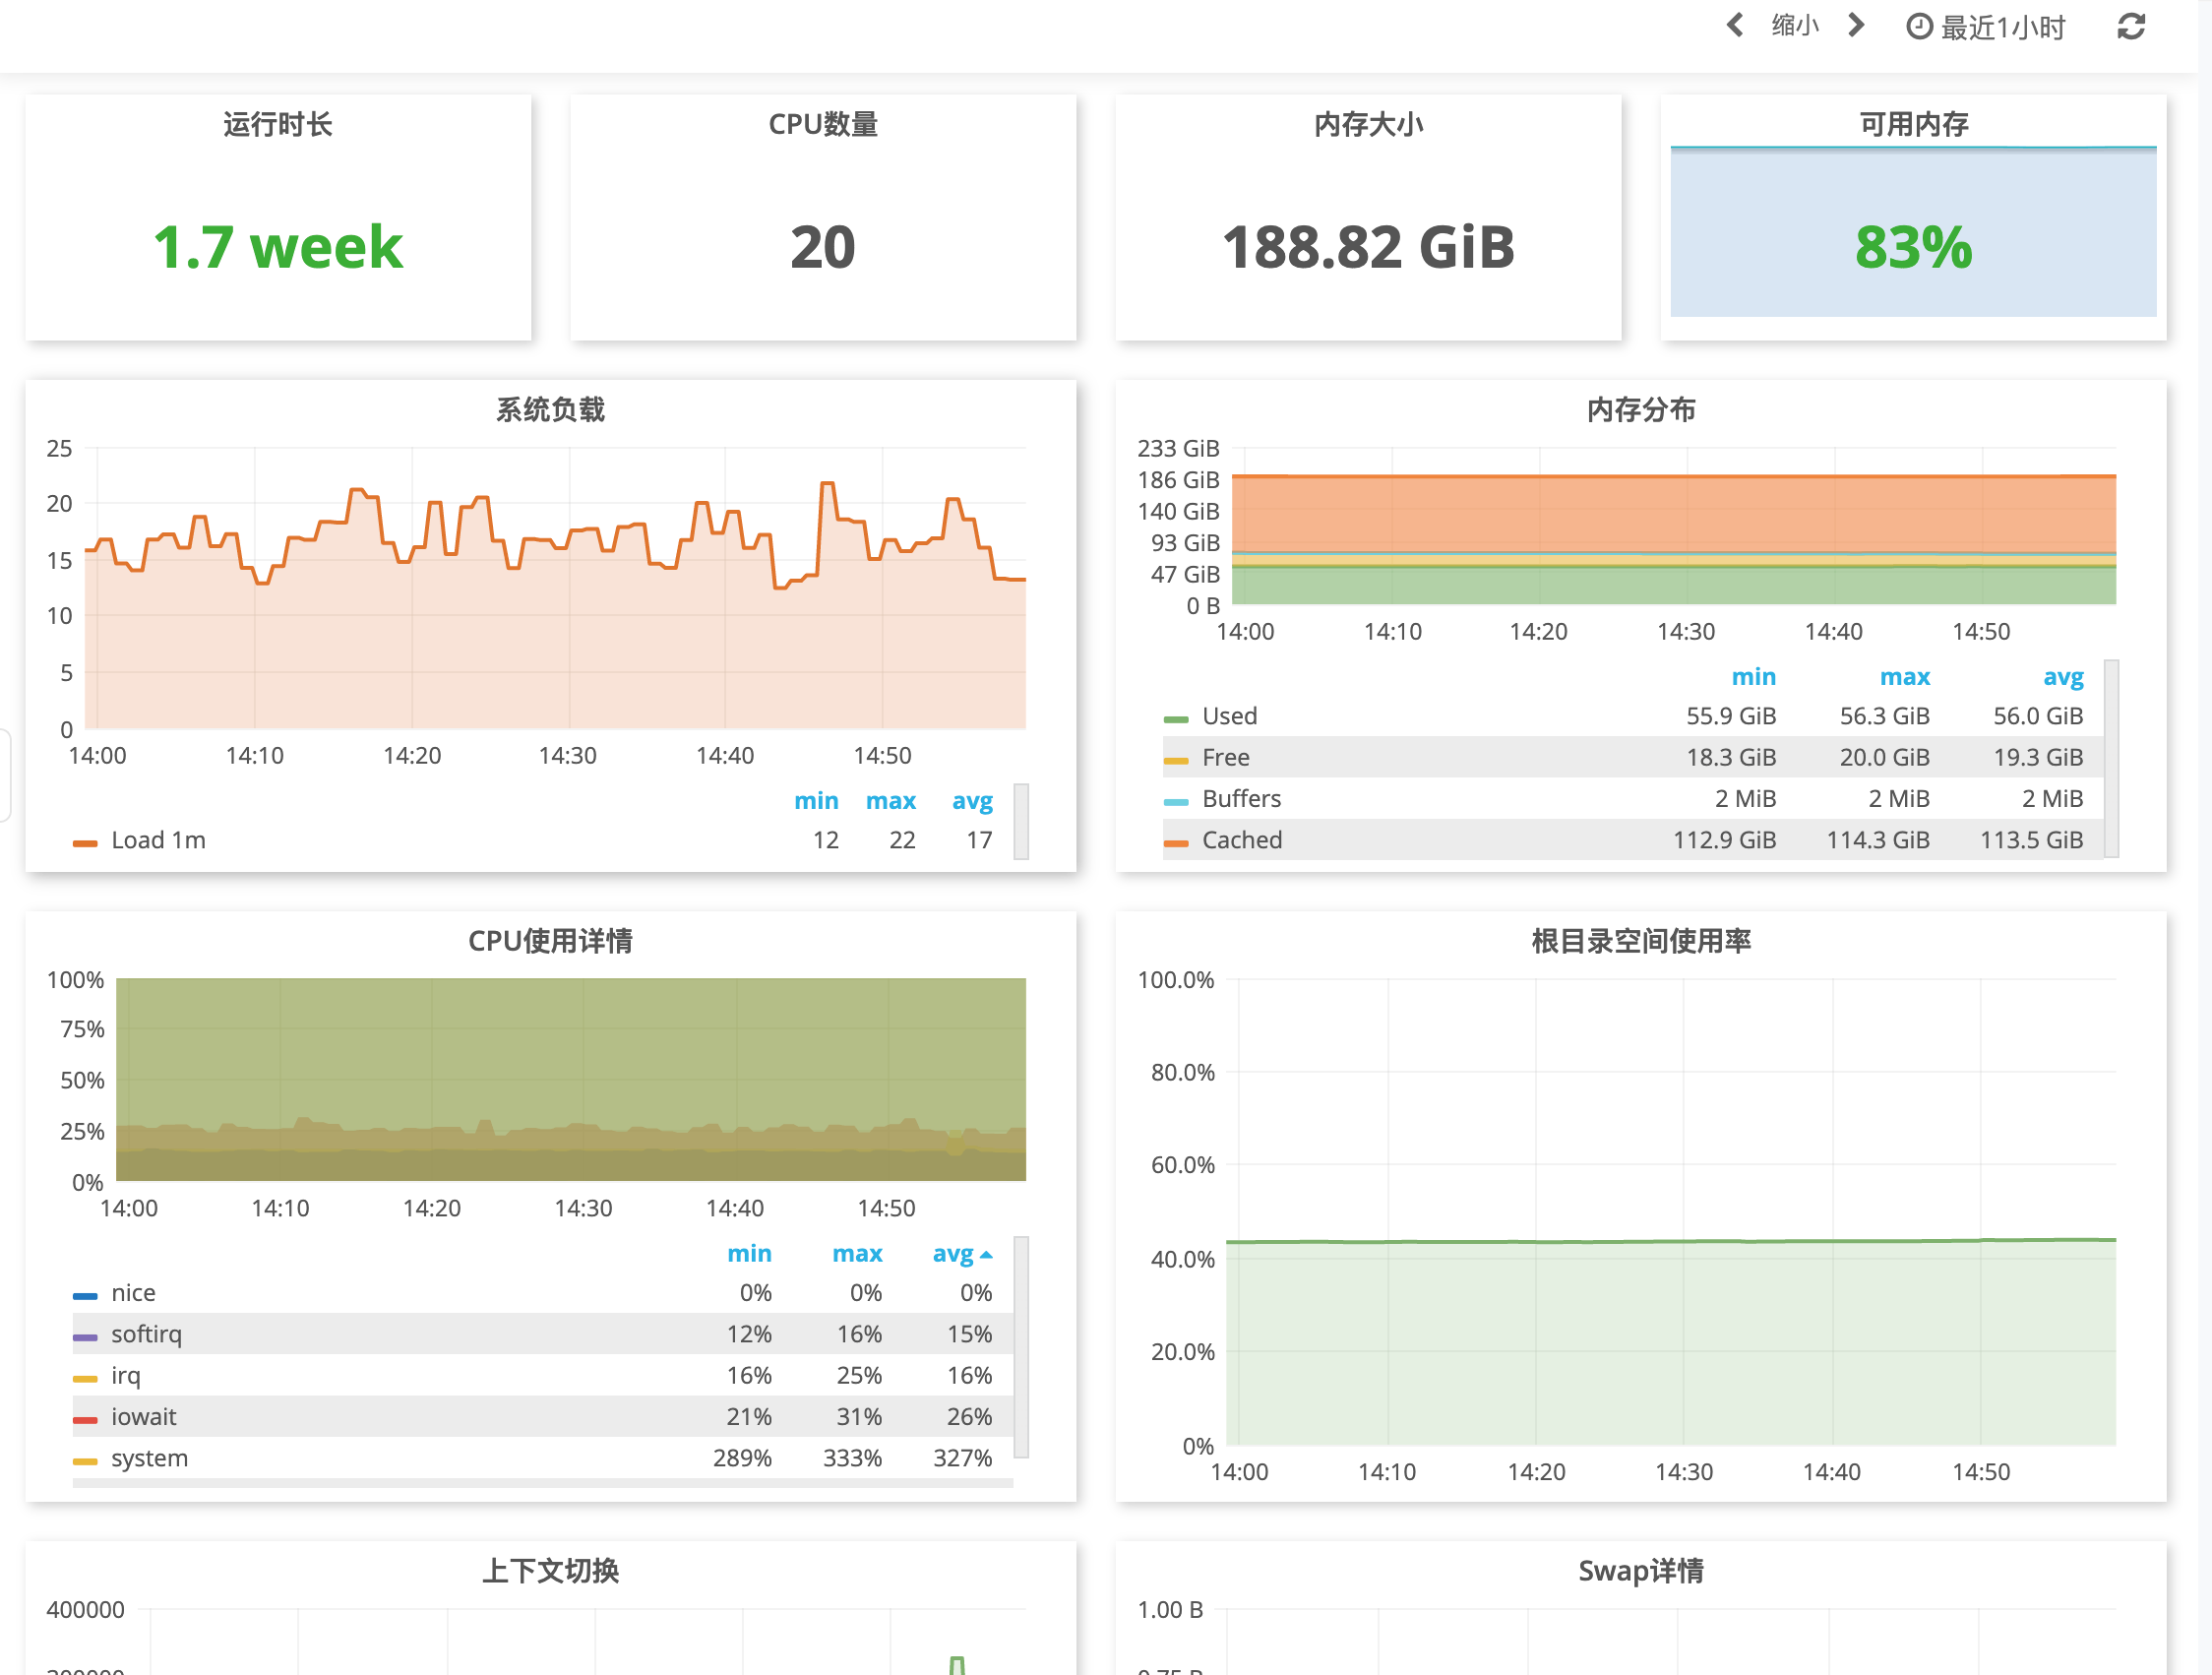 缩小 最近1小时
运行时长
1.7 week
CPU数量
20
内存大小
188.82 GiB
可用内存
83%
系统负载
25
20
15
10
5
0
14:00 14:10 14:20 14:30 14:40 14:50
min max avg
Load 1m 12 22 17
内存分布
233 GiB
186 GiB
140 GiB
93 GiB
47 GiB
0 B
14:00 14:10 14:20 14:30 14:40 14:50
min max avg
Used 55.9 GiB 56.3 GiB 56.0 GiB
Free 18.3 GiB 20.0 GiB 19.3 GiB
Buffers 2 MiB 2 MiB 2 MiB
Cached 112.9 GiB 114.3 GiB 113.5 GiB
CPU使用详情
100%
75%
50%
25%
0%
14:00 14:10 14:20 14:30 14:40 14:50
min max avg
nice 0% 0% 0%
softirq 12% 16% 15%
irq 16% 25% 16%
iowait 21% 31% 26%
system 289% 333% 327%
根目录空间使用率
100.0%
80.0%
60.0%
40.0%
20.0%
0%
14:00 14:10 14:20 14:30 14:40 14:50
上下文切换
400000
Swap详情
1.00 B